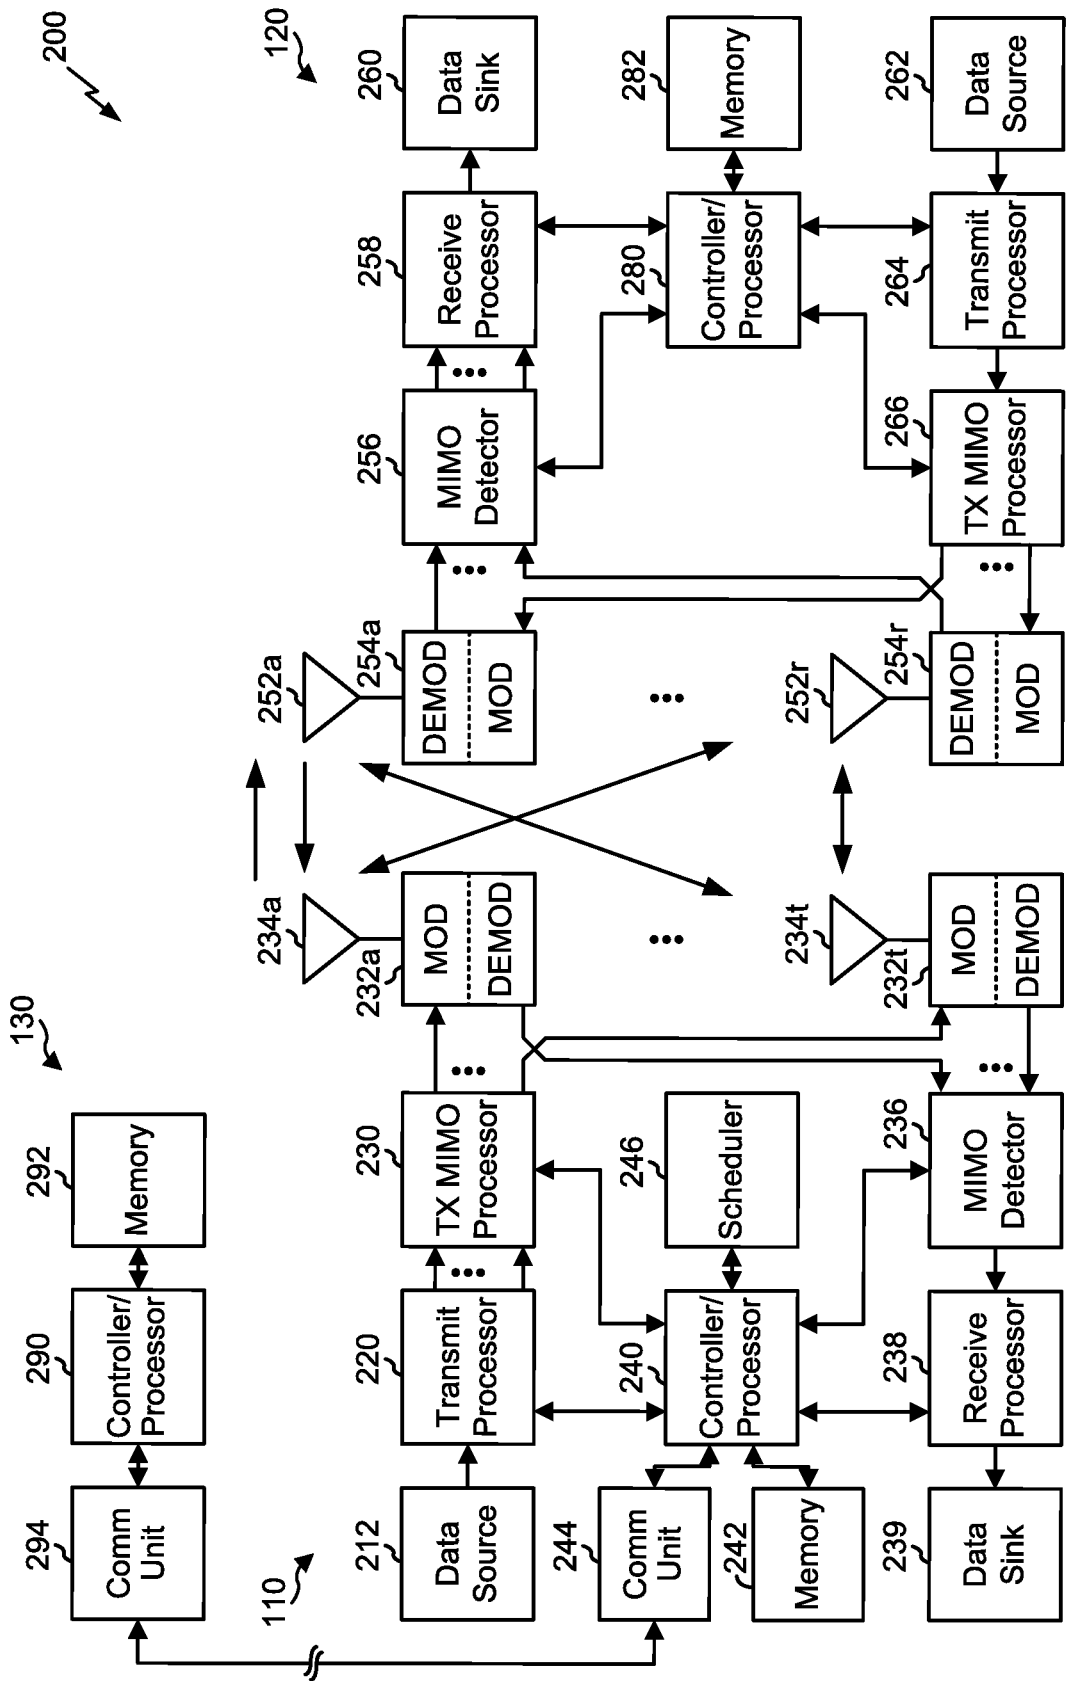 200
130
294
Comm
Unit
290
Controller/
Processor
292
Memory
110
120
212
Data
Source
220
Transmit
Processor
230
TX MIMO
Processor
232a
MOD
DEMOD
234a
252a
254a
DEMOD
MOD
256
MIMO
Detector
258
Receive
Processor
260
Data
Sink
244
Comm
Unit
242
Memory
240
Controller/
Processor
246
Scheduler
280
Controller/
Processor
282
Memory
239
Data
Sink
238
Receive
Processor
236
MIMO
Detector
232t
MOD
DEMOD
234t
252r
254r
DEMOD
MOD
266
TX MIMO
Processor
264
Transmit
Processor
262
Data
Source